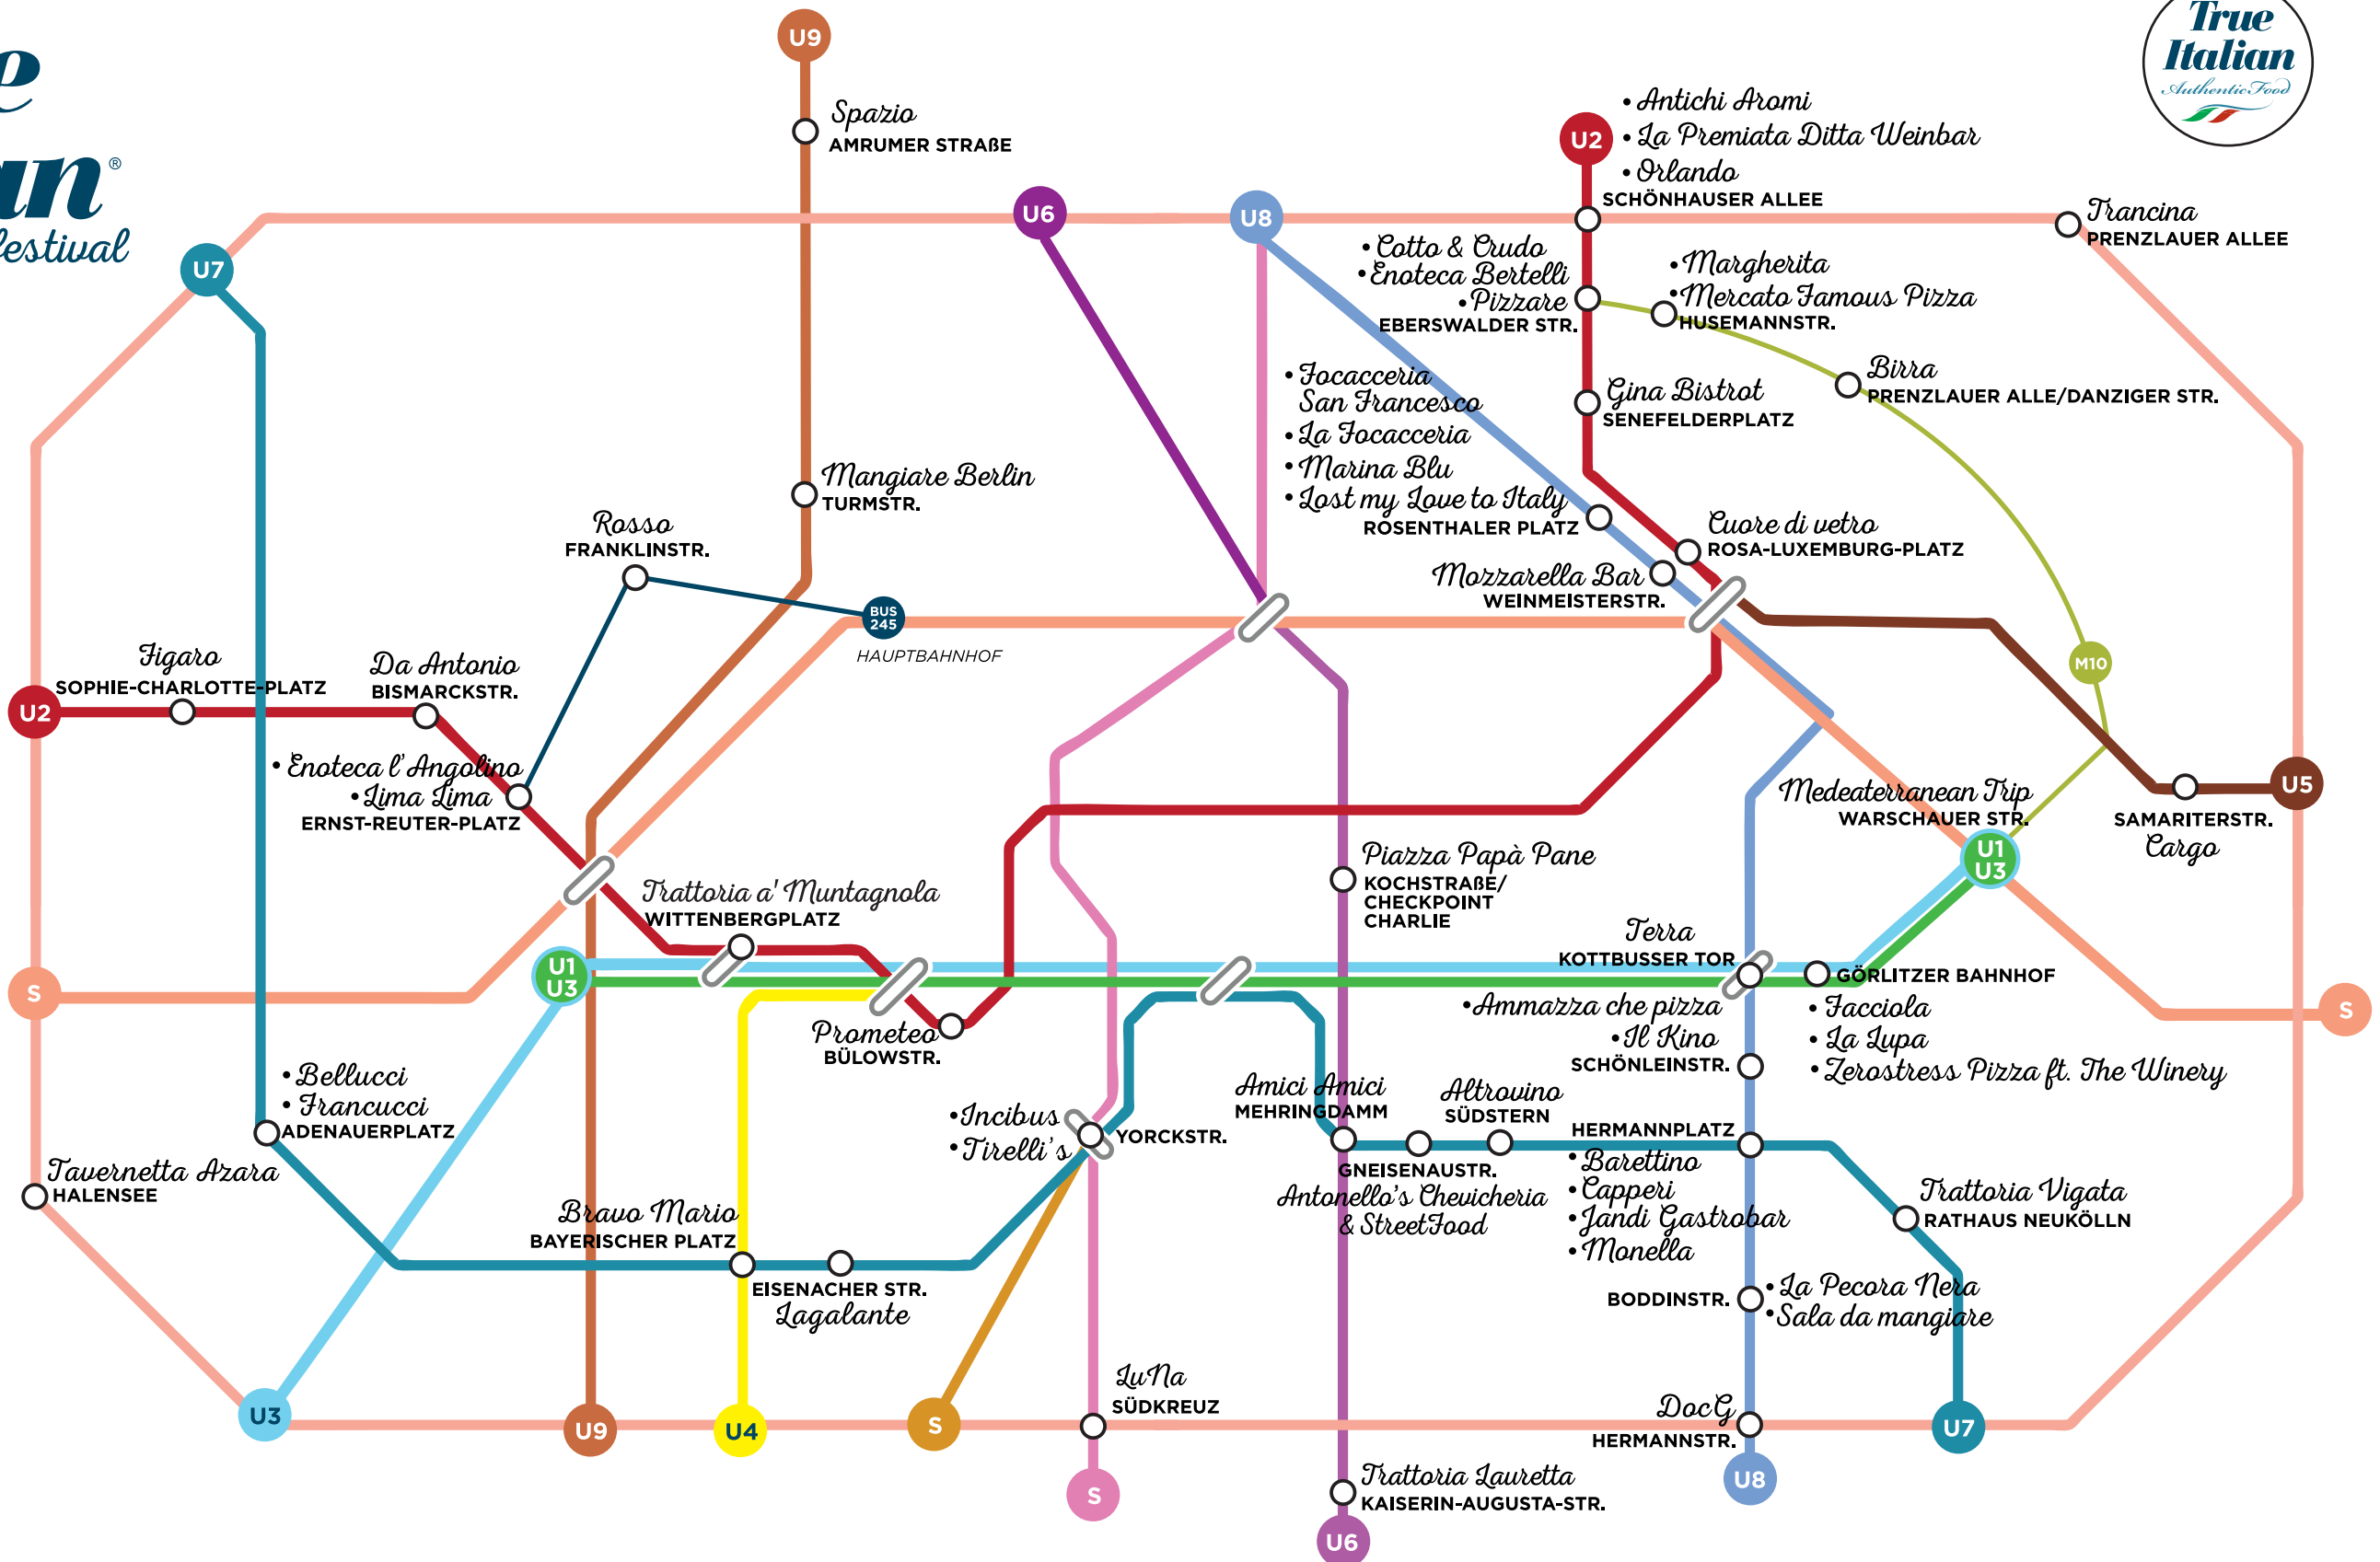 e
an®
festival
True
Italian
Authentic Food
U9
Spazio
AMRUMER STRAßE
U6
U8
U7
U2
• Antichi Aromi
• La Premiata Ditta Weinbar
• Orlando
SCHÖNHAUSER ALLEE
Trancina
PRENZLAUER ALLEE
• Cotto & Crudo
• Enoteca Bertelli
• Pizzare
EBERSWALDER STR.
• Margherita
• Mercato Famous Pizza
HUSEMANNSTR.
Birra
PRENZLAUER ALLE/DANZIGER STR.
Gina Bistrot
SENEFELDERPLATZ
• Focacceria
San Francesco
• La Focacceria
• Marina Blu
• Lost my Love to Italy
ROSENTHALER PLATZ
Mangiare Berlin
TURMSTR.
Rosso
FRANKLINSTR.
Cuore di vetro
ROSA-LUXEMBURG-PLATZ
Mozzarella Bar
WEINMEISTERSTR.
BUS
245
HAUPTBAHNHOF
M10
Figaro
SOPHIE-CHARLOTTE-PLATZ
Da Antonio
BISMARCKSTR.
U2
• Enoteca l'Angolino
• Lima Lima
ERNST-REUTER-PLATZ
Medeaterranean Trip
WARSCHAUER STR.
U5
SAMARITERSTR.
Cargo
U1
U3
Piazza Papà Pane
KOCHSTRAßE/
CHECKPOINT
CHARLIE
Trattoria a' Muntagnola
WITTENBERGPLATZ
Terra
KOTTBUSSER TOR
GÖRLITZER BAHNHOF
• Facciola
• La Lupa
• Zerostress Pizza ft. The Winery
S
U1
U3
S
Prometeo
BÜLOWSTR.
• Ammazza che pizza
• Il Kino
SCHÖNLEINSTR.
• Bellucci
• Francucci
ADENAUERPLATZ
• Incibus
• Tirelli's
YORCKSTR.
Amici Amici
MEHRINGDAMM
Altrovino
SÜDSTERN
HERMANNPLATZ
• Barettino
• Capperi
• Jandi Gastrobar
• Monella
GNEISENAUSTR.
Antonello's Chevicheria
& StreetFood
Tavernetta Azara
HALENSEE
Trattoria Vigata
RATHAUS NEUKÖLLN
Bravo Mario
BAYERISCHER PLATZ
EISENACHER STR.
Lagalante
BODDINSTR.
• La Pecora Nera
• Sala da mangiare
LuNa
SÜDKREUZ
DocG
HERMANNSTR.
U3
U9
U4
S
U7
U8
S
Trattoria Lauretta
KAISERIN-AUGUSTA-STR.
U6